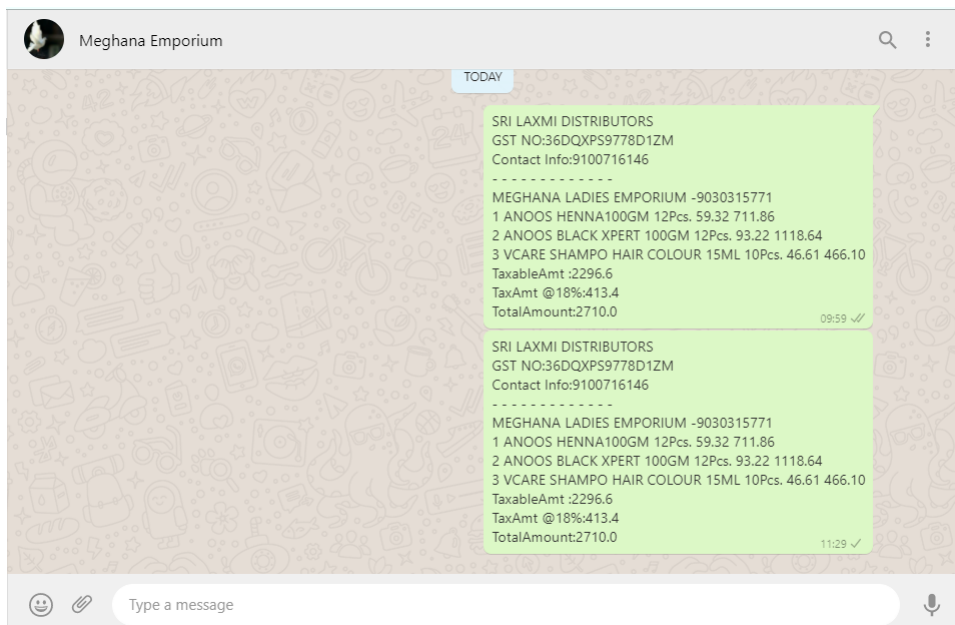 Meghana Emporium
TODAY
SRI LAXMI DISTRIBUTORS
GST NO:36DQXPS9778D1ZM
Contact Info:9100716146
- - - - - - - - - - - - -
MEGHANA LADIES EMPORIUM -9030315771
1 ANOOS HENNA100GM 12Pcs. 59.32 711.86
2 ANOOS BLACK XPERT 100GM 12Pcs. 93.22 1118.64
3 VCARE SHAMPO HAIR COLOUR 15ML 10Pcs. 46.61 466.10
TaxableAmt :2296.6
TaxAmt @18%:413.4
TotalAmount:2710.0
09:59
SRI LAXMI DISTRIBUTORS
GST NO:36DQXPS9778D1ZM
Contact Info:9100716146
- - - - - - - - - - - - -
MEGHANA LADIES EMPORIUM -9030315771
1 ANOOS HENNA100GM 12Pcs. 59.32 711.86
2 ANOOS BLACK XPERT 100GM 12Pcs. 93.22 1118.64
3 VCARE SHAMPO HAIR COLOUR 15ML 10Pcs. 46.61 466.10
TaxableAmt :2296.6
TaxAmt @18%:413.4
TotalAmount:2710.0
11:29
Type a message